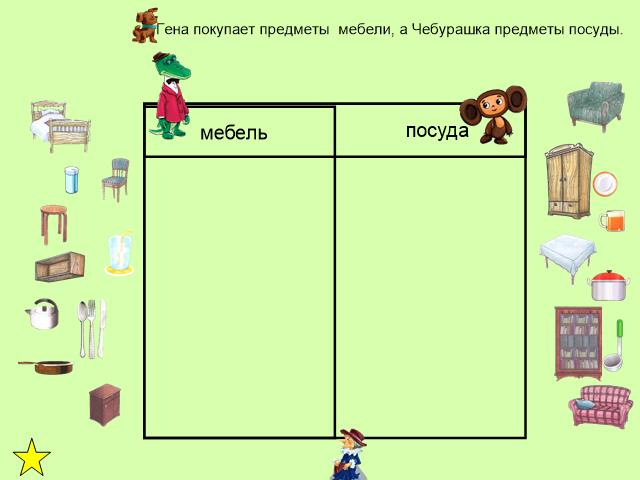 Гена покупает предметы  мебели, а Чебурашка предметы посуды.
мебель
посуда